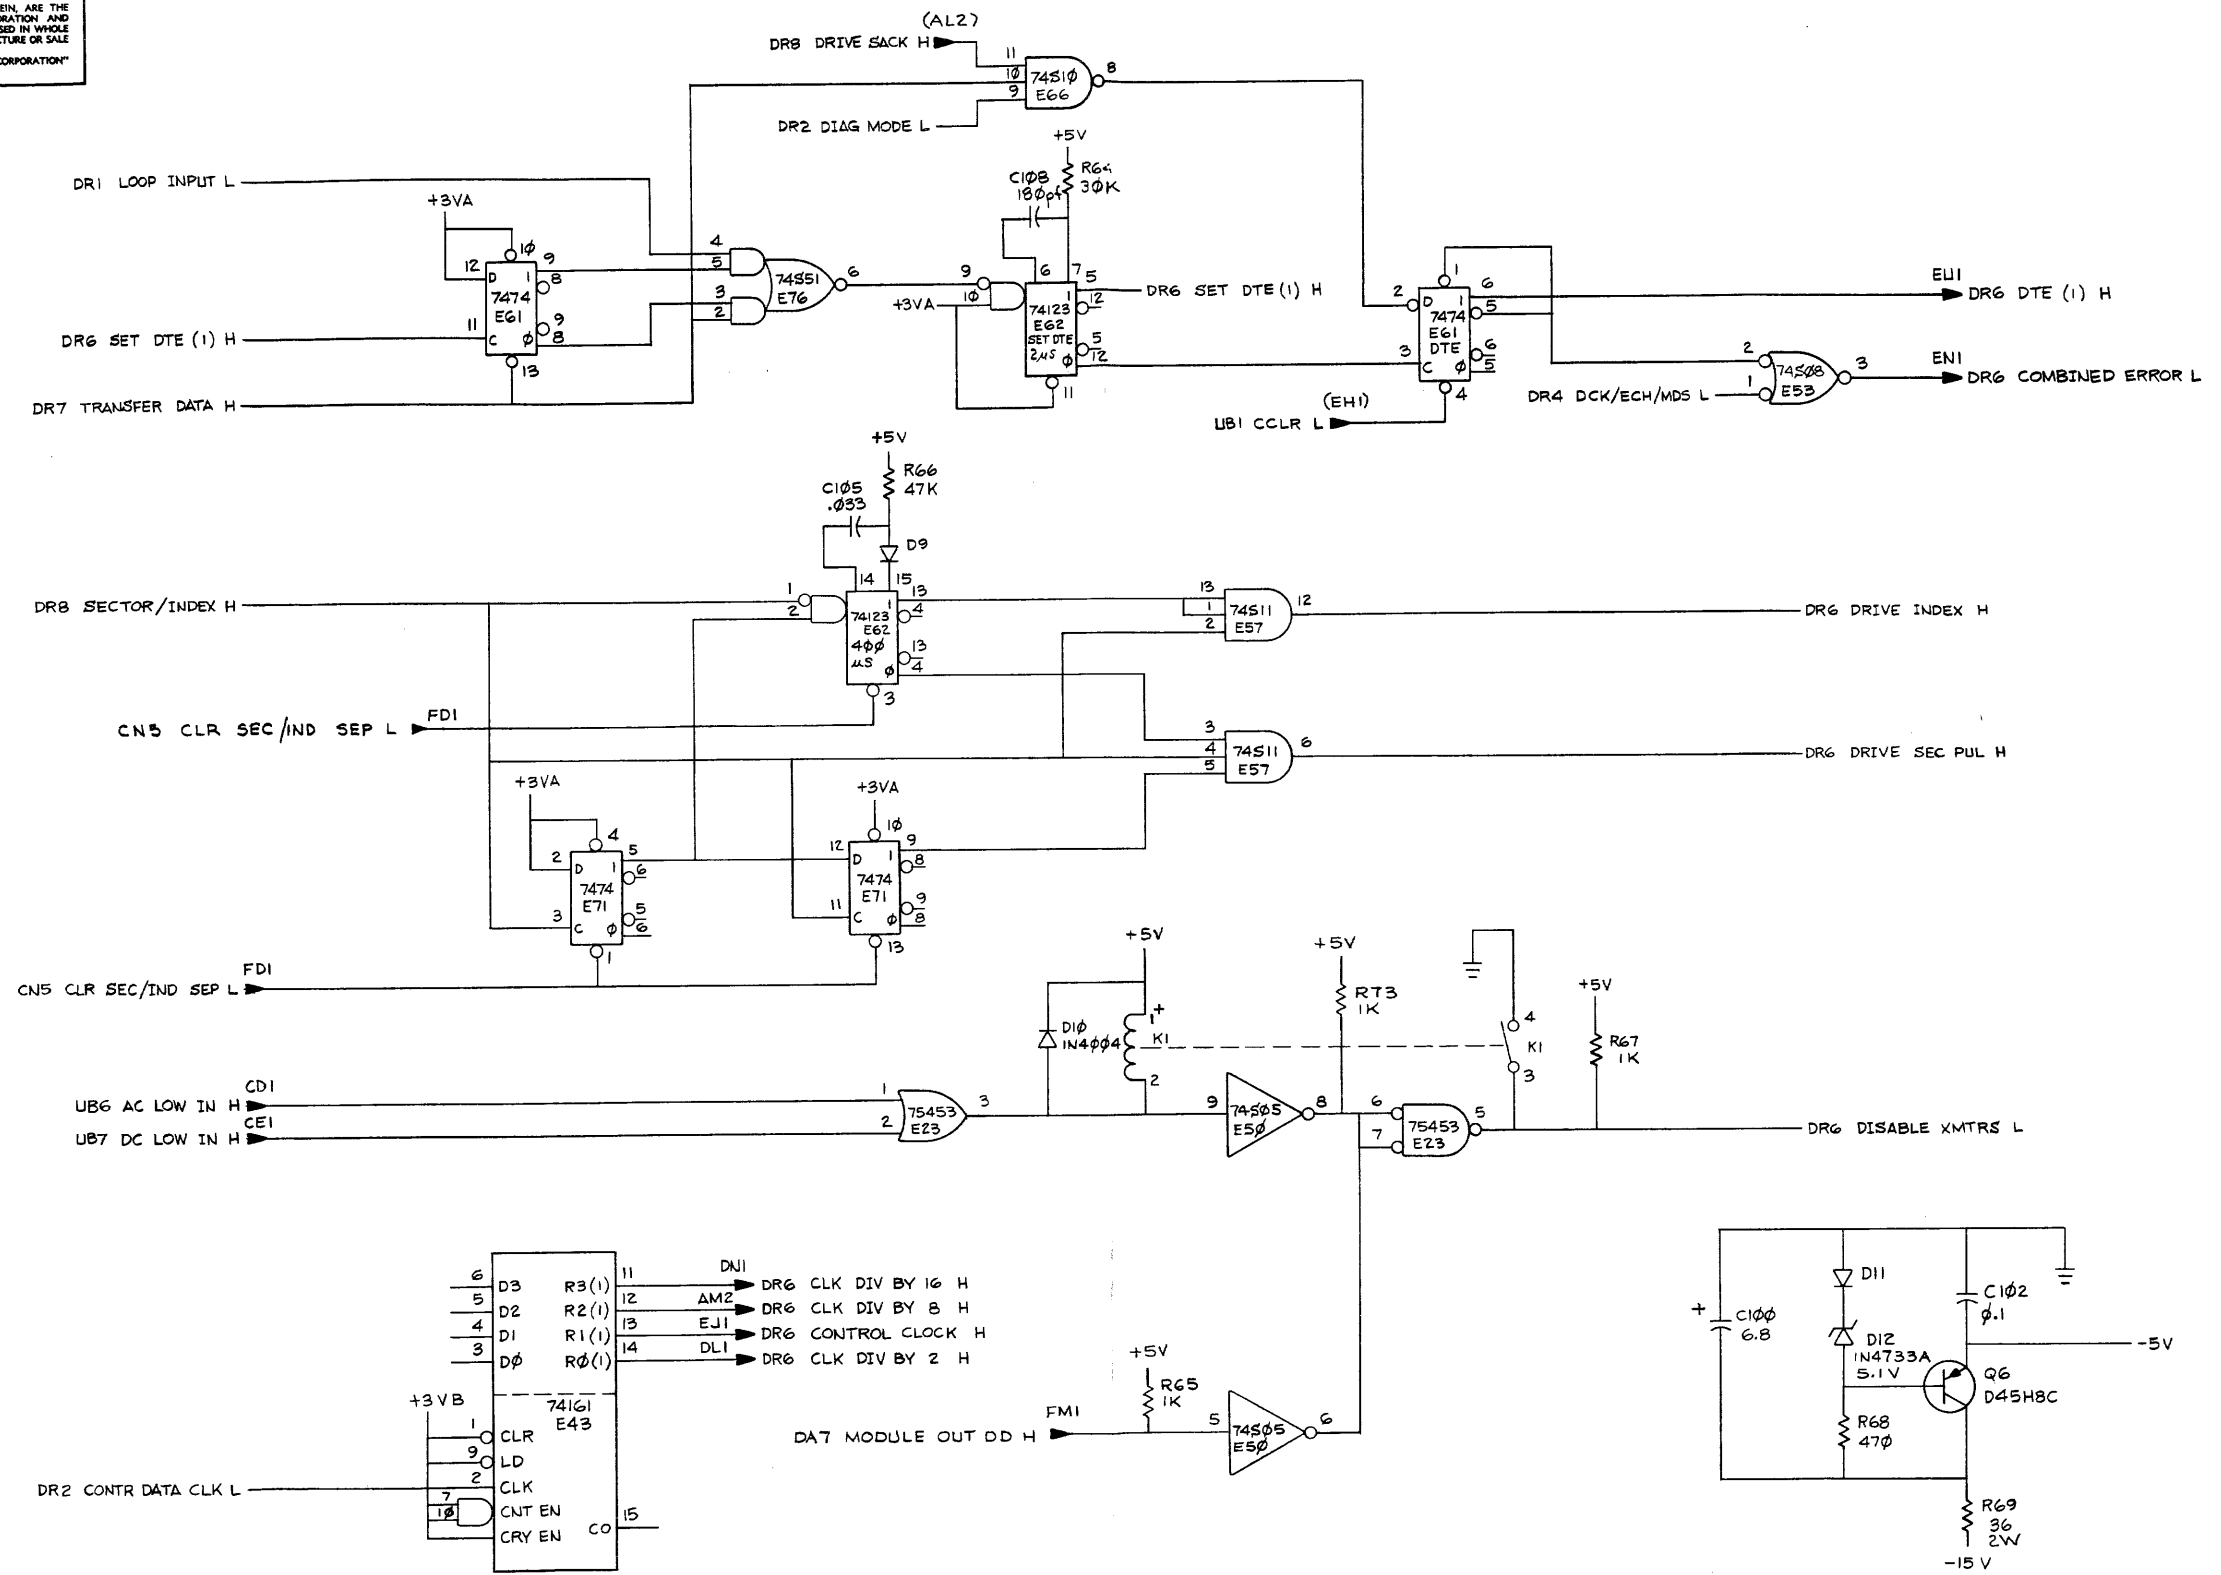 EIN, ARE THE
ORATION AND
SED IN WHOLE
CTURE OR SALE
CORPORATION"
(AL2)
DR8 DRIVE SACK H
11
10
9
74S10
E66
8
DR2 DIAG MODE L
+5V
C108
180pf
30K
DR1 LOOP INPUT L
+3VA
10
12
D
1
9
8
7474
E61
DR6 SET DTE (1) H
11
C
Ø
9
8
13
DR7 TRANSFER DATA H
4
5
3
2
74S51
E76
6
9
10
+3VA
6
7
1
5
12
74123
E62
SET DTE
2µS
Ø
5
12
11
DR6 SET DTE (1) H
2
D
1
1
6
5
7474
E61
DTE
3
C
Ø
6
5
4
(EH1)
UB1 CCLR L
EU1
DR6 DTE (1) H
2
1
74S08
E53
3
EN1
DR6 COMBINED ERROR L
DR4 DCK/ECH/MDS L
+5V
R66
47K
C105
.033
D9
DR8 SECTOR/INDEX H
1
2
14
15
1
13
4
74123
E62
400
µS
Ø
13
4
3
13
1
2
74S11
E57
12
DR6 DRIVE INDEX H
CN5 CLR SEC/IND SEP L
FD1
3
4
5
74S11
E57
6
DR6 DRIVE SEC PUL H
+3VA
4
2
D
1
5
6
7474
E71
3
C
Ø
5
6
1
+3VA
10
12
D
1
9
8
7474
E71
11
C
Ø
9
8
13
CN5 CLR SEC/IND SEP L
FD1
+5V
D10
1N4004
1
+
K1
2
+5V
R73
1K
4
K1
3
+5V
R67
1K
UB6 AC LOW IN H
CD1
UB7 DC LOW IN H
CE1
1
2
75453
E23
3
9
74S05
E50
8
6
7
75453
E23
5
DR6 DISABLE XMTRS L
6 D3 R3(1) 11 DN1 DR6 CLK DIV BY 16 H
5 D2 R2(1) 12 AM2 DR6 CLK DIV BY 8 H
4 D1 R1(1) 13 EJ1 DR6 CONTROL CLOCK H
3 DØ RØ(1) 14 DL1 DR6 CLK DIV BY 2 H
+3VB
74161
E43
1 CLR
9 LD
DR2 CONTR DATA CLK L
2 CLK
7
10
CNT EN
CRY EN
CO 15
+5V
R65
1K
DA7 MODULE OUT DD H
FM1
5
74S05
E50
6
+
C100
6.8
D11
D12
1N4733A
5.1V
C102
0.1
-5V
Q6
D45H8C
R68
470
R69
36
2W
-15 V